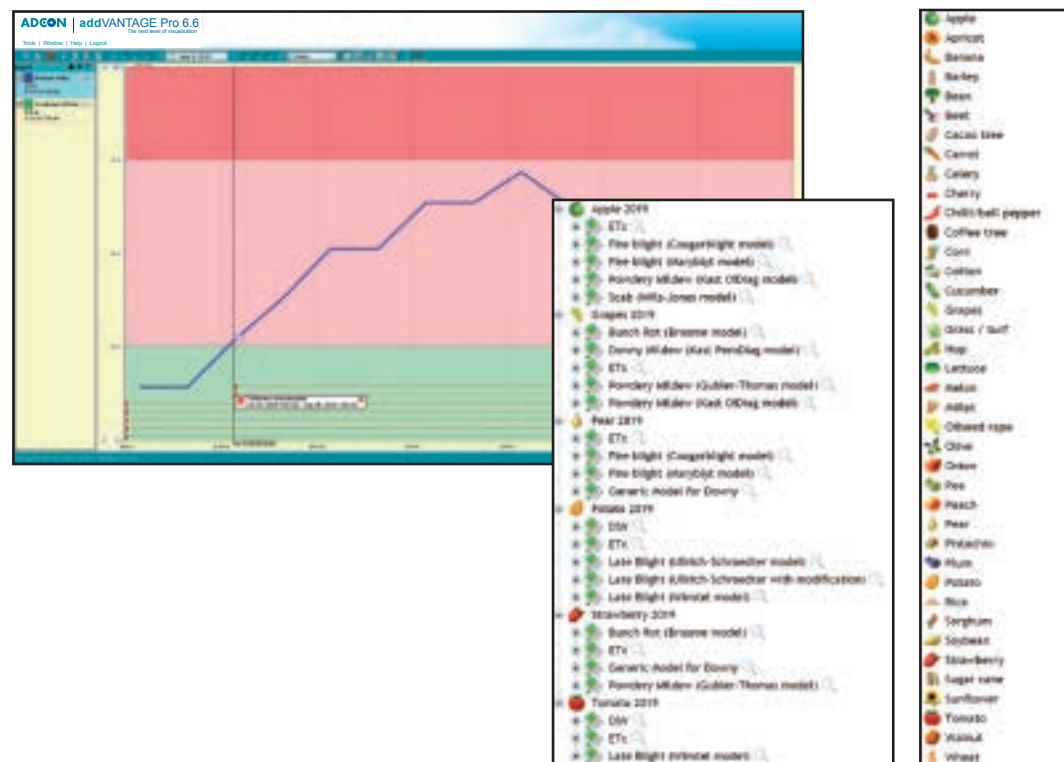 ADCON | addVANTAGE Pro 6.6
The next level of visualisation
Tools | Window | Help | Logout
Apple 2019
ETc
Fire blight (Cougarblight model)
Fire blight (Maryblyt model)
Powdery Mildew (Kast OiDiag model)
Scab (Mills-Jones model)
Grapes 2019
Bunch Rot (Broome model)
Downy Mildew (Kast PeroDiag model)
ETc
Powdery Mildew (Gubler-Thomas model)
Powdery Mildew (Kast OiDiag model)
Pear 2019
ETc
Fire blight (Cougarblight model)
Fire blight (Maryblyt model)
Generic Model for Downy
Potato 2019
DSV
ETc
Late Blight (Ullrich-Schroedter model)
Late Blight (Ullrich-Schroedter with modification)
Late Blight (Winstel model)
Strawberry 2019
Bunch Rot (Broome model)
ETc
Generic Model for Downy
Powdery Mildew (Gubler-Thomas model)
Tomato 2019
DSV
ETc
Late Blight (Winstel model)
Apple
Apricot
Banana
Barley
Bean
Beet
Cacao tree
Carrot
Celery
Cherry
Chilli/bell pepper
Coffee tree
Corn
Cotton
Cucumber
Grapes
Grass / turf
Hop
Lettuce
Melon
Millet
Oilseed rape
Olive
Onion
Pea
Peach
Pear
Pistachio
Plum
Potato
Rice
Sorghum
Soybean
Strawberry
Sugar cane
Sunflower
Tomato
Walnut
Wheat